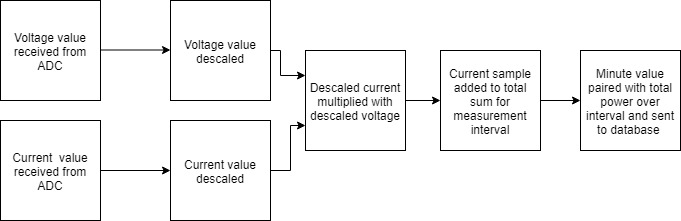 Voltage value
received from
ADC
Voltage value
descaled
Descaled current
multiplied with
descaled voltage
Current sample
added to total
sum for
measurement
interval
Minute value
paired with total
power over
interval and sent
to database
Current  value
received from
ADC
Current value
descaled